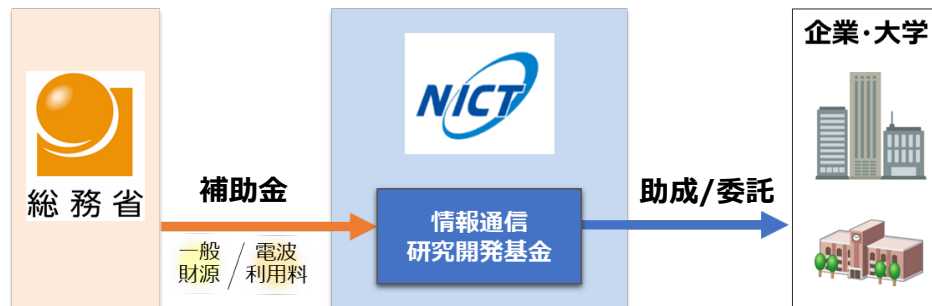 総務省
補助金
一般
財源
/
電波
利用料
NICT
情報通信
研究開発基金
助成/委託
企業・大学